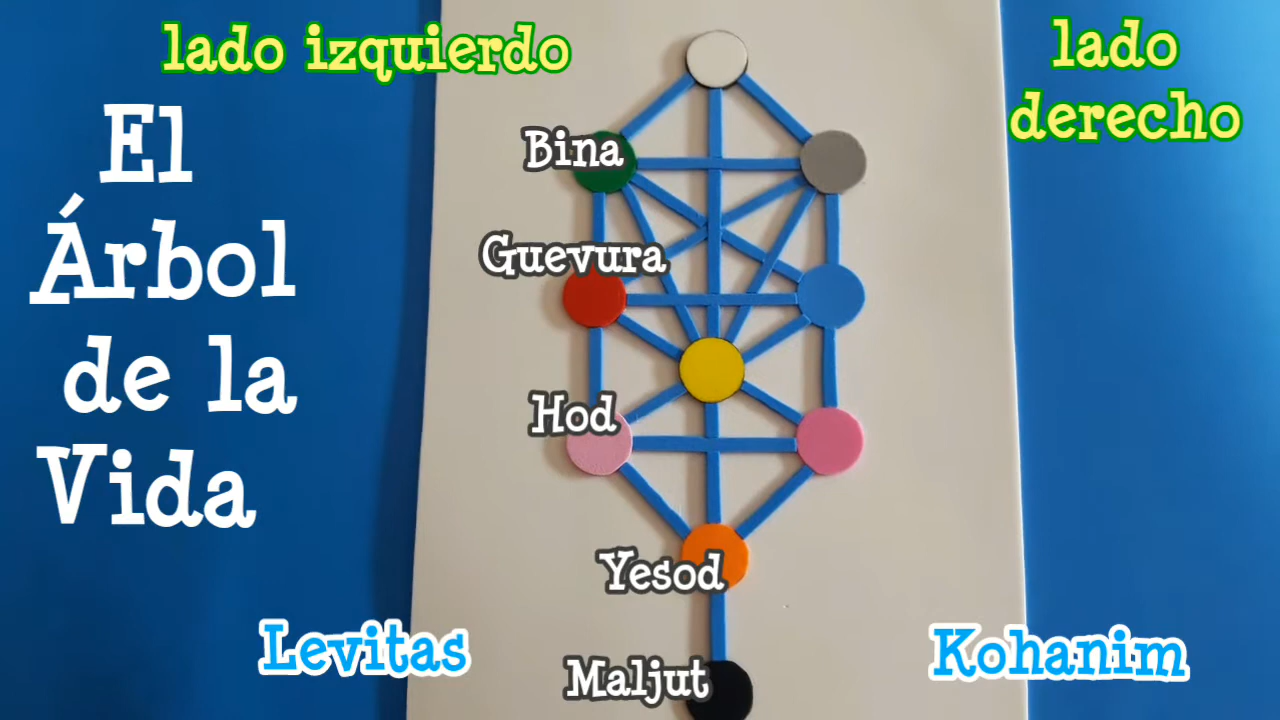 lado izquierdo
lado
derecho
El
Árbol
de la
Vida
Bina
Guevura
Hod
Yesod
Maljut
Levitas
Kohanim